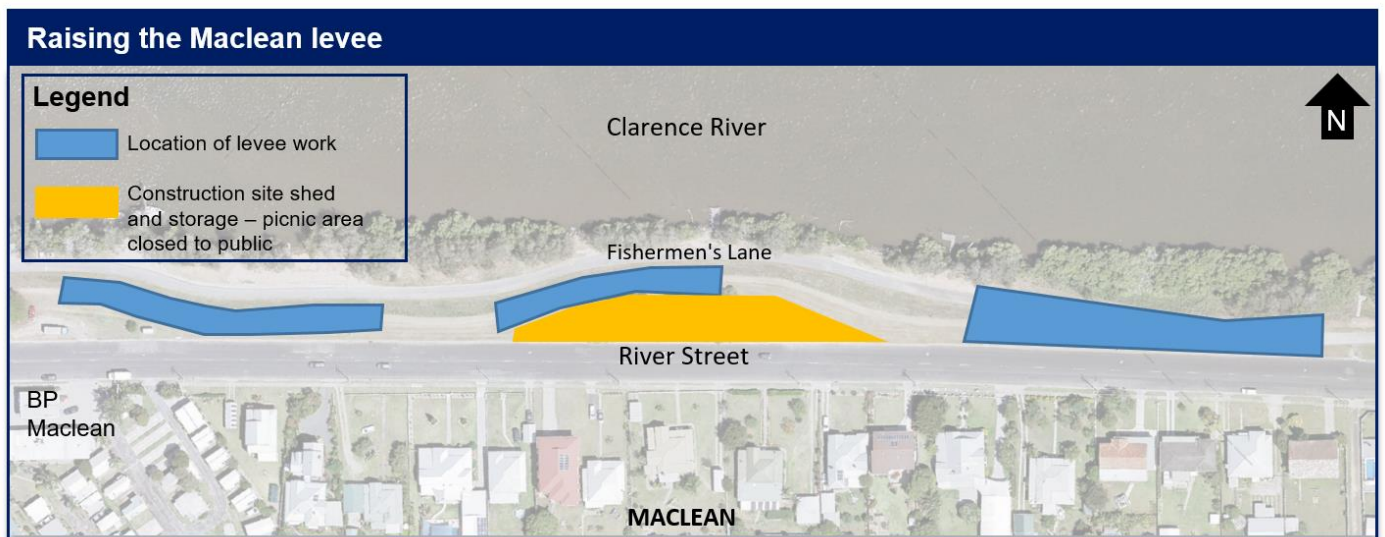 Raising the Maclean levee
Legend
Location of levee work
Construction site shed
and storage – picnic area
closed to public
N
Clarence River
Fishermen's Lane
River Street
BP
Maclean
MACLEAN